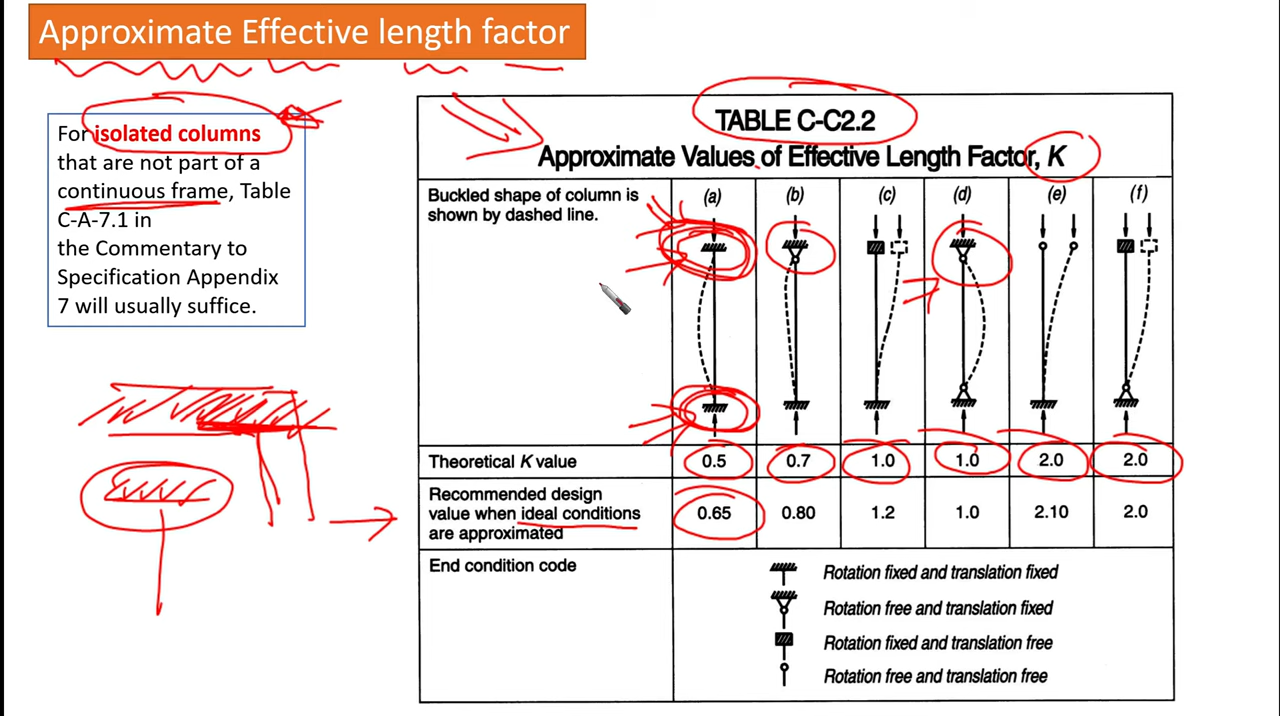 Approximate Effective length factor
For isolated columns
that are not part of a
continuous frame, Table
C-A-7.1 in
the Commentary to
Specification Appendix
7 will usually suffice.
TABLE C-C2.2
Approximate Values of Effective Length Factor, K
Buckled shape of column is
shown by dashed line.
(a) (b) (c) (d) (e) (f)
Theoretical K value 0.5 0.7 1.0 1.0 2.0 2.0
Recommended design
value when ideal conditions
are approximated
0.65 0.80 1.2 1.0 2.10 2.0
End condition code
Rotation fixed and translation fixed
Rotation free and translation fixed
Rotation fixed and translation free
Rotation free and translation free